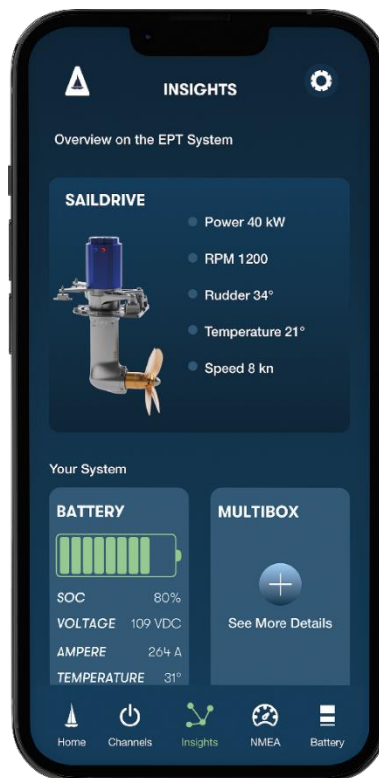 INSIGHTS
Overview on the EPT System
SAILDRIVE
Power 40 kW
RPM 1200
Rudder 34°
Temperature 21°
Speed 8 kn
Your System
BATTERY
SOC 80%
VOLTAGE 109 VDC
AMPERE 264 A
TEMPERATURE 31°
MULTIBOX
See More Details
Home Channels Insights NMEA Battery